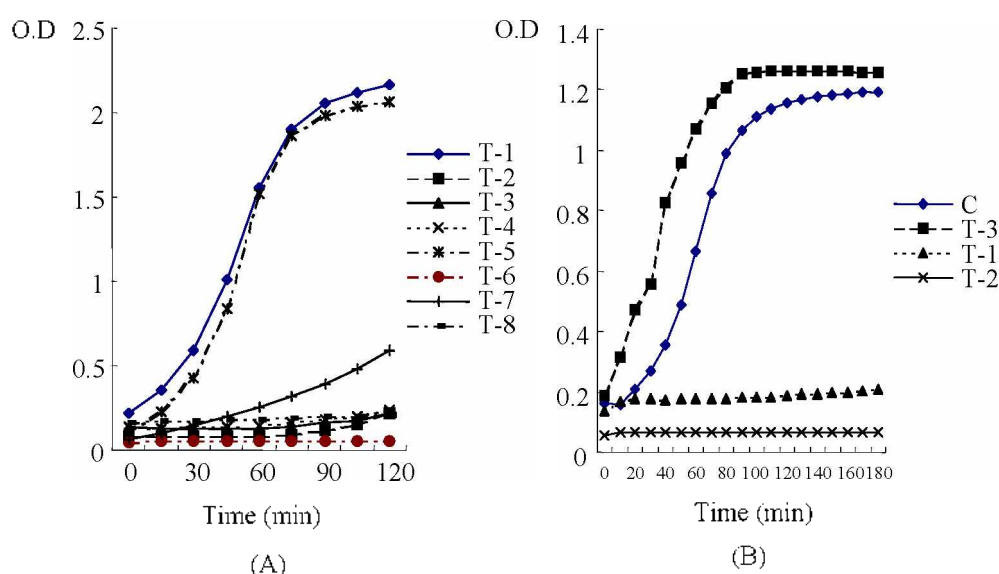 O.D
2.5
2
1.5
1
0.5
0
0 30 60 90 120
Time (min)
(A)
T-1
T-2
T-3
T-4
T-5
T-6
T-7
T-8
O.D
1.4
1.2
1
0.8
0.6
0.4
0.2
0
0 20 40 60 80 100 120 140 160 180
Time (min)
(B)
C
T-3
T-1
T-2